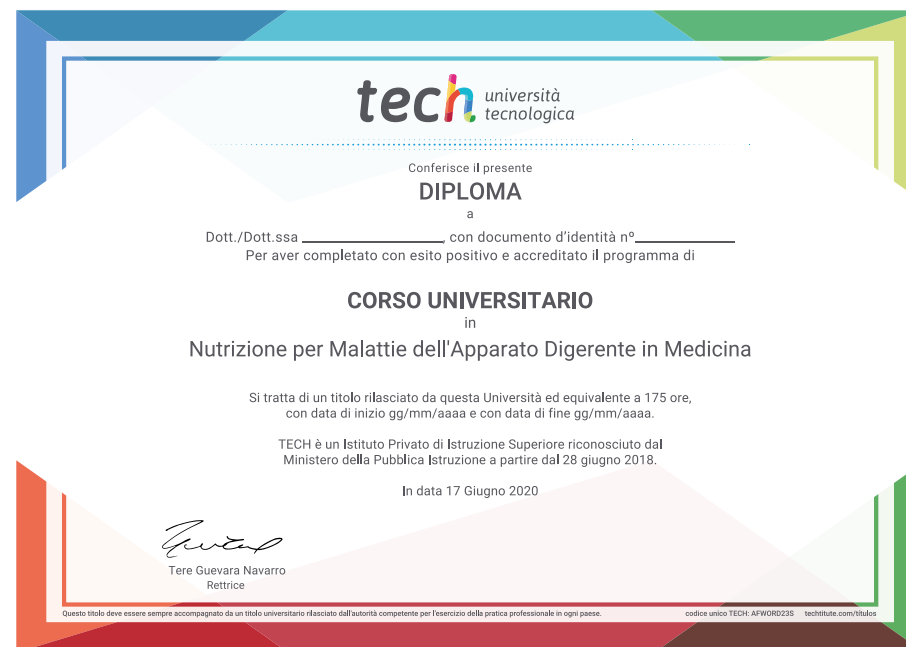 tech università
tecnologica
Conferisce il presente
DIPLOMA
a
Dott./Dott.ssa ____________________, con documento d'identità nº______________
Per aver completato con esito positivo e accreditato il programma di
CORSO UNIVERSITARIO
in
Nutrizione per Malattie dell'Apparato Digerente in Medicina
Si tratta di un titolo rilasciato da questa Università ed equivalente a 175 ore,
con data di inizio gg/mm/aaaa e con data di fine gg/mm/aaaa.
TECH è un Istituto Privato di Istruzione Superiore riconosciuto dal
Ministero della Pubblica Istruzione a partire dal 28 giugno 2018.
In data 17 Giugno 2020
Tere Guevara Navarro
Rettrice
Questo titolo deve essere sempre accompagnato da un titolo universitario rilasciato dall'autorità competente per l'esercizio della pratica professionale in ogni paese. codice unico TECH: AFWORD23S techtitute.com/titulos